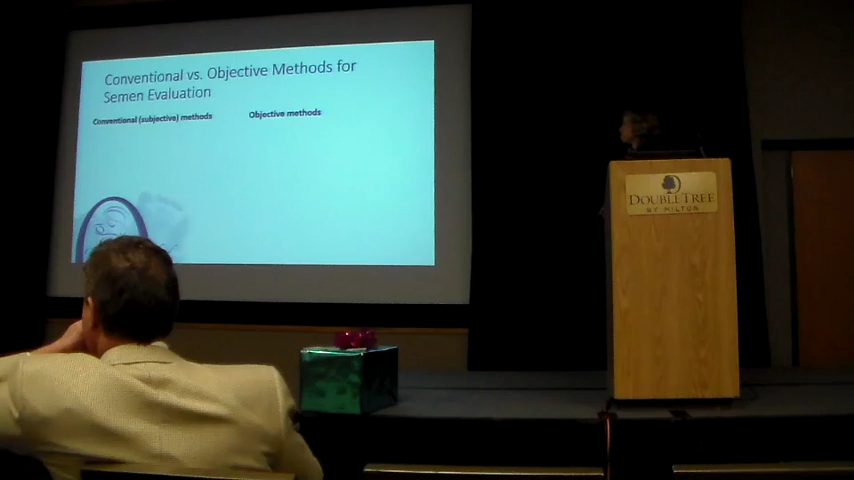 Conventional vs. Objective Methods for
Semen Evaluation
Conventional (subjective) methods
Objective methods
DOUBLETREE
BY HILTON